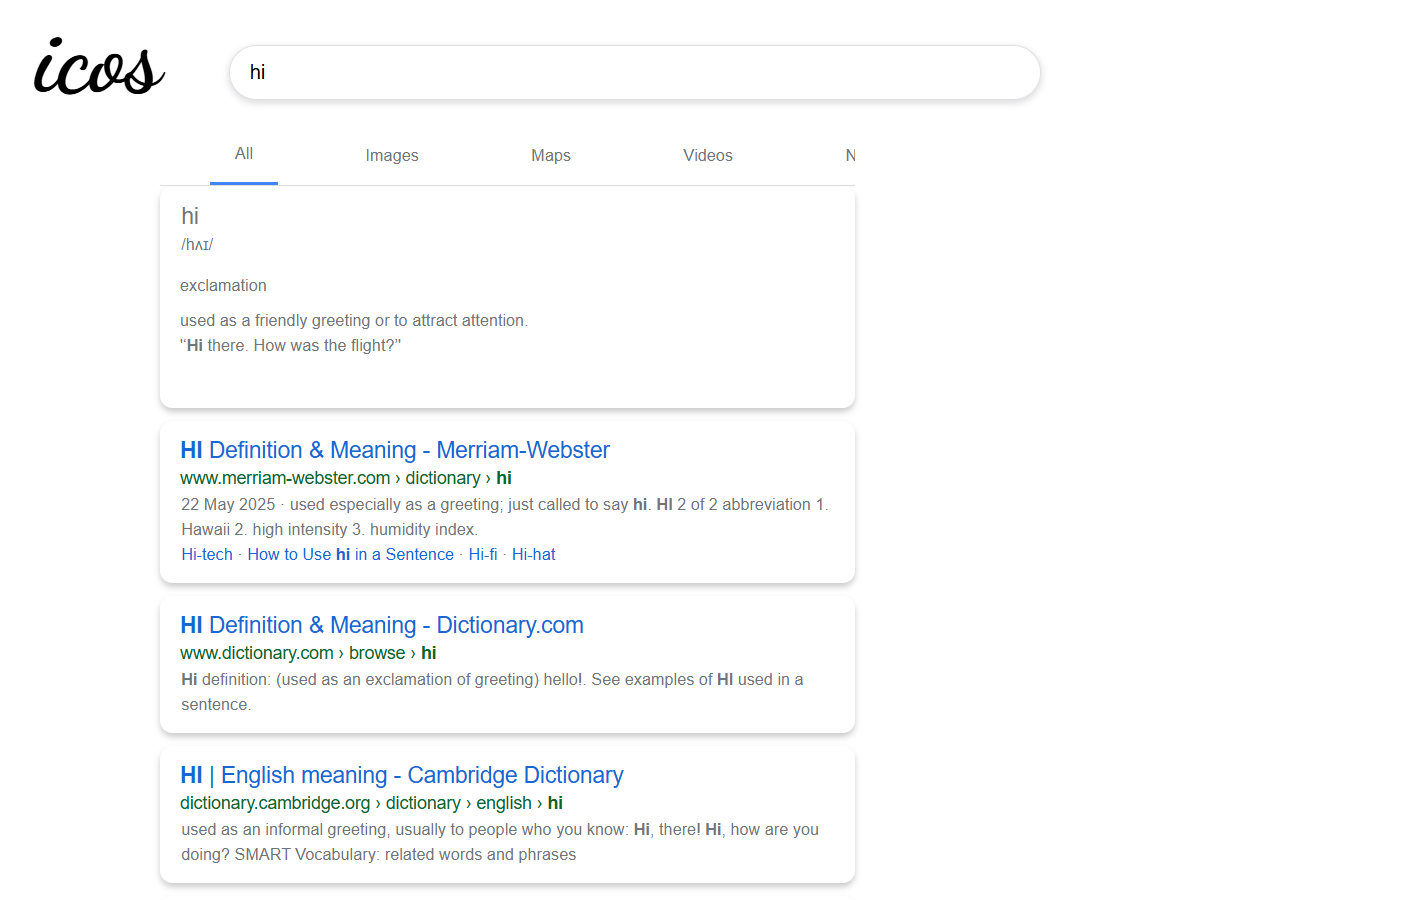 icos
hi
All Images Maps Videos N
hi
/hʌɪ/
exclamation
used as a friendly greeting or to attract attention.
"Hi there. How was the flight?"
HI Definition & Meaning - Merriam-Webster
www.merriam-webster.com › dictionary › hi
22 May 2025 · used especially as a greeting; just called to say hi. HI 2 of 2 abbreviation 1.
Hawaii 2. high intensity 3. humidity index.
Hi-tech · How to Use hi in a Sentence · Hi-fi · Hi-hat
HI Definition & Meaning - Dictionary.com
www.dictionary.com › browse › hi
Hi definition: (used as an exclamation of greeting) hello!. See examples of HI used in a
sentence.
HI | English meaning - Cambridge Dictionary
dictionary.cambridge.org › dictionary › english › hi
used as an informal greeting, usually to people who you know: Hi, there! Hi, how are you
doing? SMART Vocabulary: related words and phrases